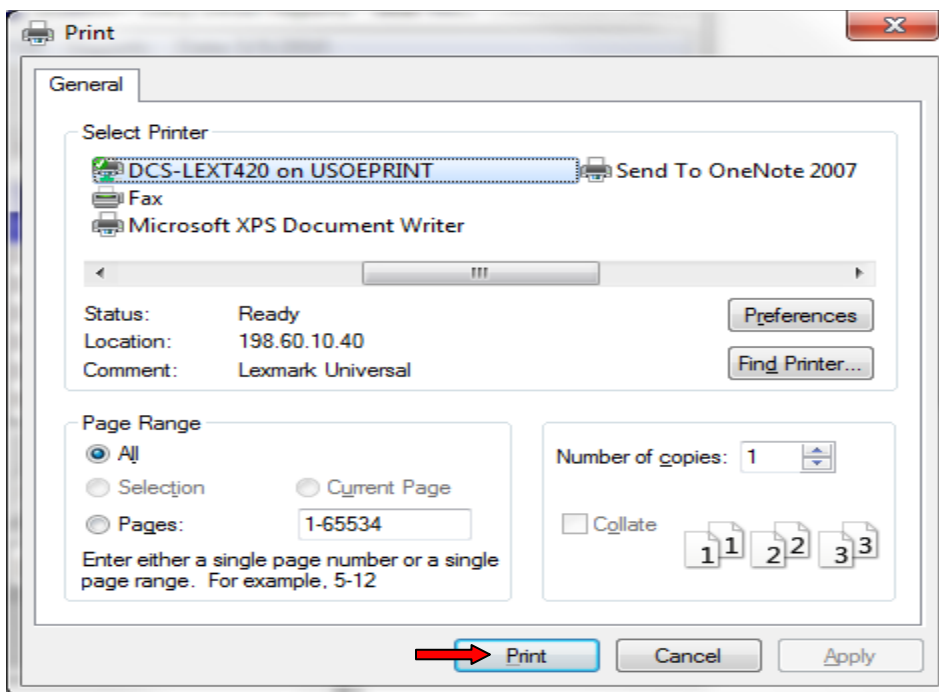 Print
General
Select Printer
DCS-LEXT420 on USOEPRINT
Send To OneNote 2007
Fax
Microsoft XPS Document Writer
Status: Ready
Location: 198.60.10.40
Comment: Lexmark Universal
Preferences
Find Printer...
Page Range
All
Selection
Current Page
Pages: 1-65534
Enter either a single page number or a single
page range. For example, 5-12
Number of copies: 1
Collate
1 1 2 2 3 3
Print
Cancel
Apply